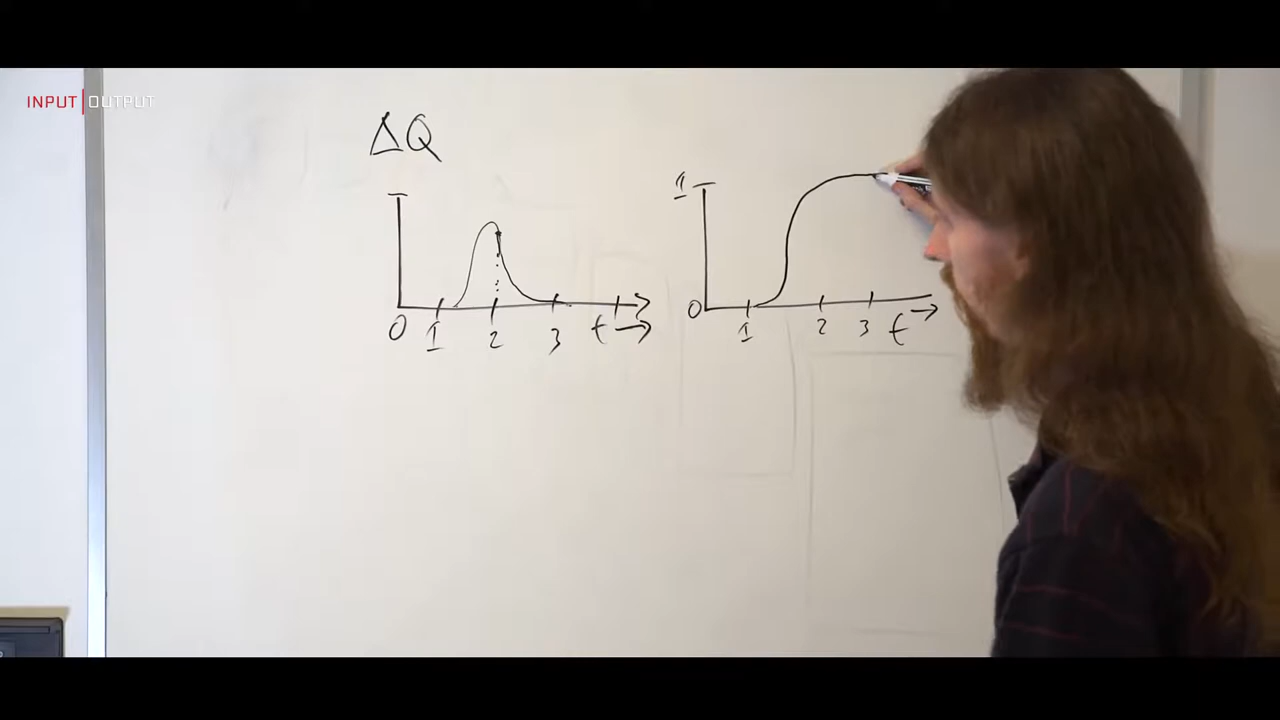 INPUT|OUTPUT
ΔQ
0 1 2 3 t →
1
0 1 2 3 t →